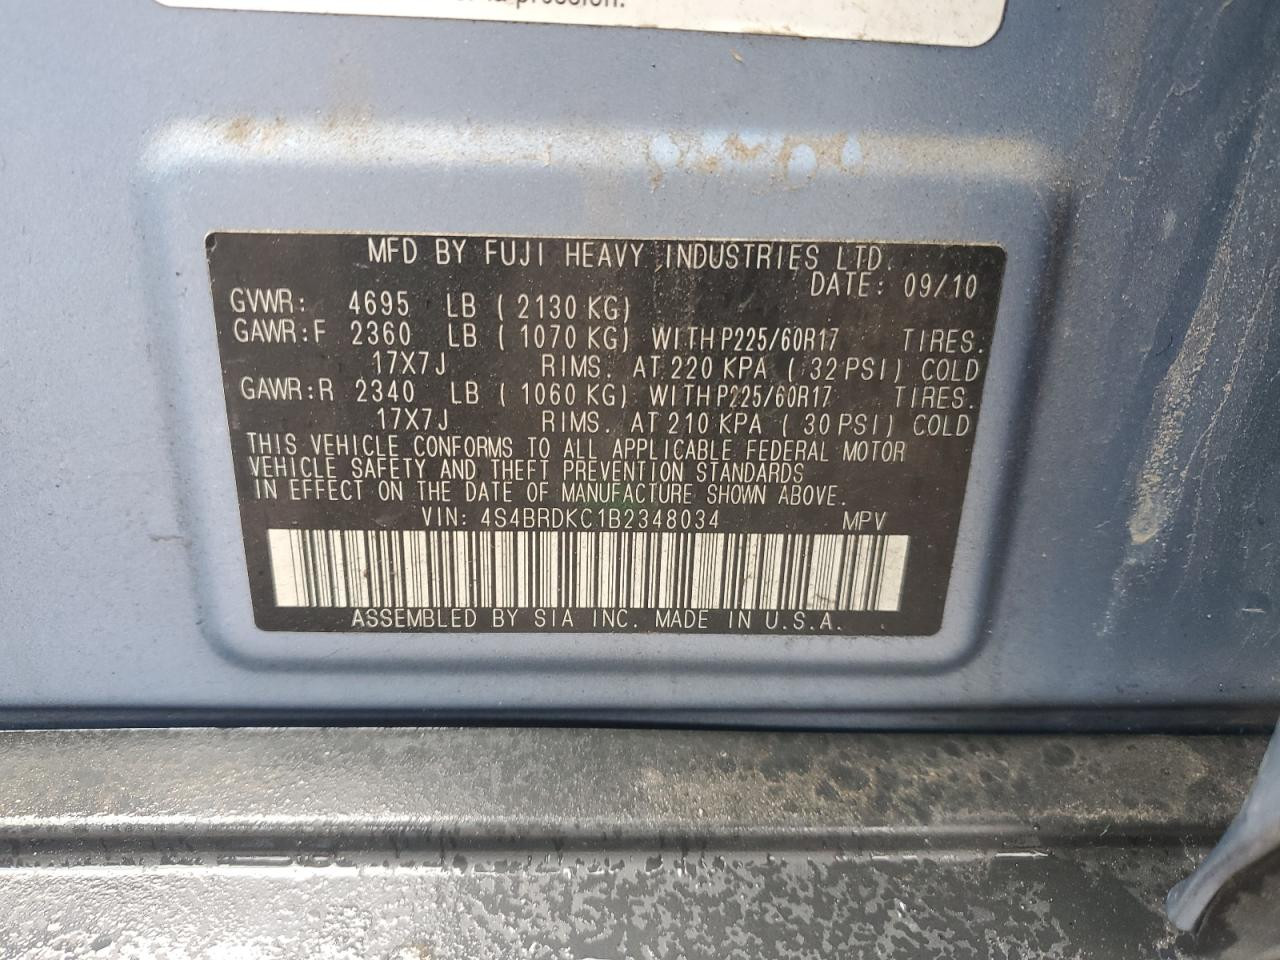 pression.
MFD BY FUJI HEAVY INDUSTRIES LTD.
DATE: 09/10
GVWR: 4695 LB (2130 KG)
GAWR:F 2360 LB (1070 KG) WITH P225/60R17 TIRES.
17X7J RIMS. AT 220 KPA (32 PSI) COLD
GAWR:R 2340 LB (1060 KG) WITH P225/60R17 TIRES.
17X7J RIMS. AT 210 KPA (30 PSI) COLD
THIS VEHICLE CONFORMS TO ALL APPLICABLE FEDERAL MOTOR
VEHICLE SAFETY AND THEFT PREVENTION STANDARDS
IN EFFECT ON THE DATE OF MANUFACTURE SHOWN ABOVE.
VIN: 4S4BRDKC1B2348034 MPV
ASSEMBLED BY SIA INC. MADE IN U.S.A.